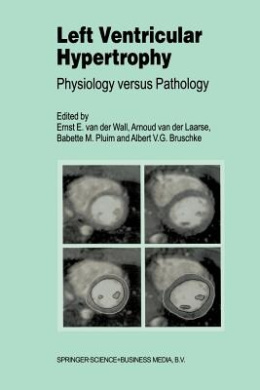 Left Ventricular
Hypertrophy
Physiology versus Pathology
Edited by
Ernst E. van der Wall, Arnoud van der Laarse,
Babette M. Pluim and Albert V.G. Bruschke
SPRINGER-SCIENCE+BUSINESS MEDIA, B.V.